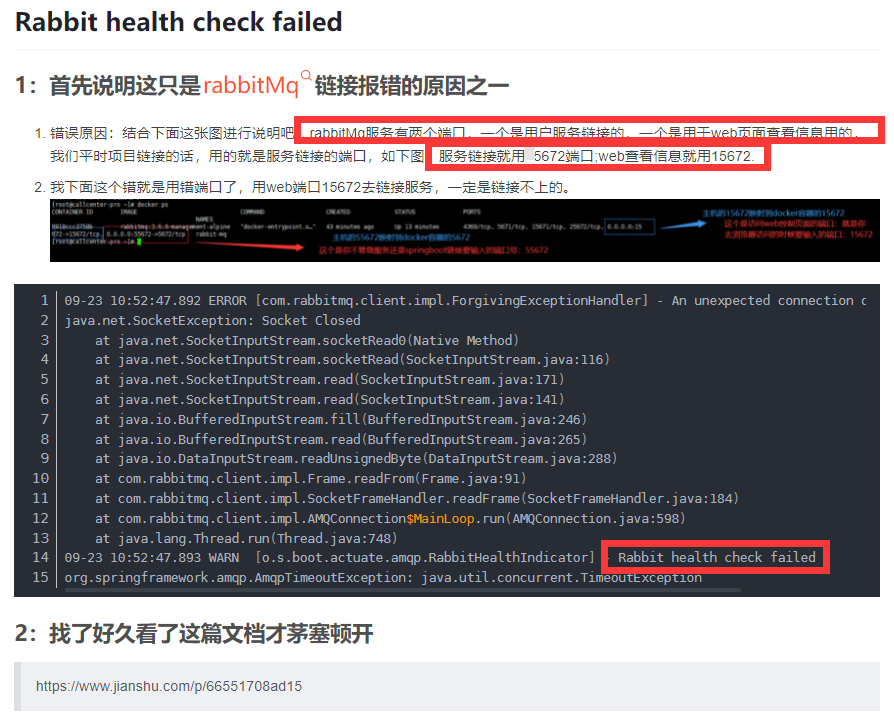 Rabbit health check failed
1：首先说明这只是rabbitMq链接报错的原因之一
1. 错误原因：结合下面这张图进行说明吧 rabbitMq服务有两个端口，一个是用户服务链接的，一个是用于web页面查看信息用的，
我们平时项目链接的话，用的就是服务链接的端口，如下图 服务链接就用 5672端口;web查看信息就用15672.
2. 我下面这个错就是用错端口了，用web端口15672去链接服务，一定是链接不上的。
[root@callcenter-pro ~]# docker ps
CONTAINER ID IMAGE COMMAND CREATED STATUS PORTS
NAMES
rabbitmq:3.6.6-management-alpine "docker-entrypoint.s…" 43 minutes ago Up 13 minutes 4369/tcp, 5671/tcp, 15671/tcp, 25672/tcp, 0.0.0.0:15
672->15672/tcp, 0.0.0.0:55672->5672/tcp rabbit-mq
[root@callcenter-pro ~]#
主机的15672映射到docker容器的15672
这个是访问web控制页面的端口：就是你
去浏览器访问的时候要输入的端口：15672
主机的55672映射到docker容器的5672
这个是你不管微服务还是springboot链接要输入的端口号：55672
1 09-23 10:52:47.892 ERROR [com.rabbitmq.client.impl.ForgivingExceptionHandler] - An unexpected connection d
2 java.net.SocketException: Socket Closed
3 at java.net.SocketInputStream.socketRead0(Native Method)
4 at java.net.SocketInputStream.socketRead(SocketInputStream.java:116)
5 at java.net.SocketInputStream.read(SocketInputStream.java:171)
6 at java.net.SocketInputStream.read(SocketInputStream.java:141)
7 at java.io.BufferedInputStream.fill(BufferedInputStream.java:246)
8 at java.io.BufferedInputStream.read(BufferedInputStream.java:265)
9 at java.io.DataInputStream.readUnsignedByte(DataInputStream.java:288)
10 at com.rabbitmq.client.impl.Frame.readFrom(Frame.java:91)
11 at com.rabbitmq.client.impl.SocketFrameHandler.readFrame(SocketFrameHandler.java:184)
12 at com.rabbitmq.client.impl.AMQConnection$MainLoop.run(AMQConnection.java:598)
13 at java.lang.Thread.run(Thread.java:748)
14 09-23 10:52:47.893 WARN [o.s.boot.actuate.amqp.RabbitHealthIndicator] - Rabbit health check failed
15 org.springframework.amqp.AmqpTimeoutException: java.util.concurrent.TimeoutException
2：找了好久看了这篇文档才茅塞顿开
https://www.jianshu.com/p/66551708ad15